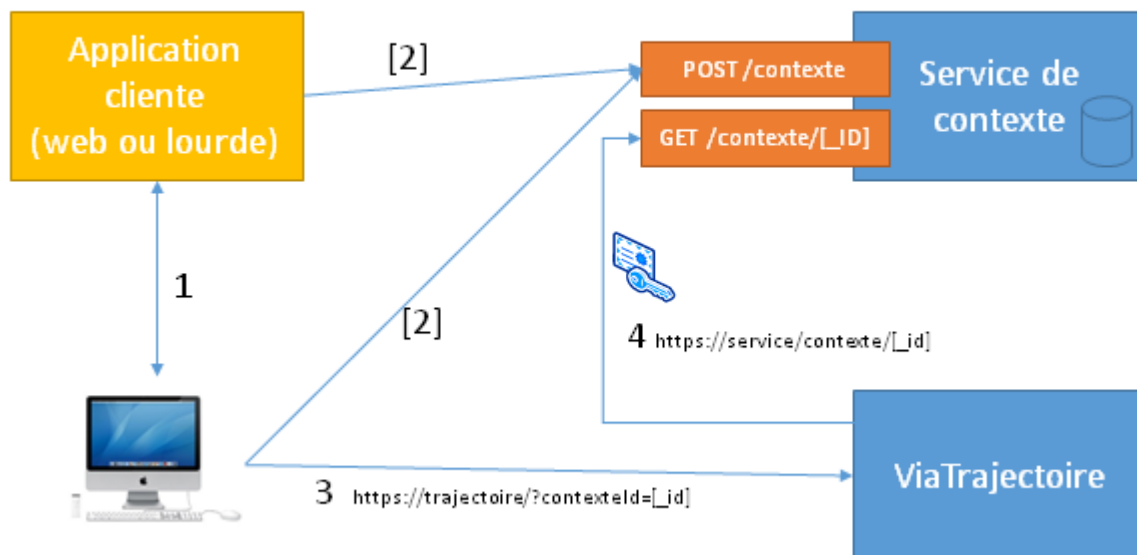 Application
cliente
(web ou lourde)
[2]
POST /contexte
GET /contexte/[_ID]
Service de
contexte
1
[2]
4 https://service/contexte/[_id]
3 https://trajectoire/?contexteId=[_id]
ViaTrajectoire